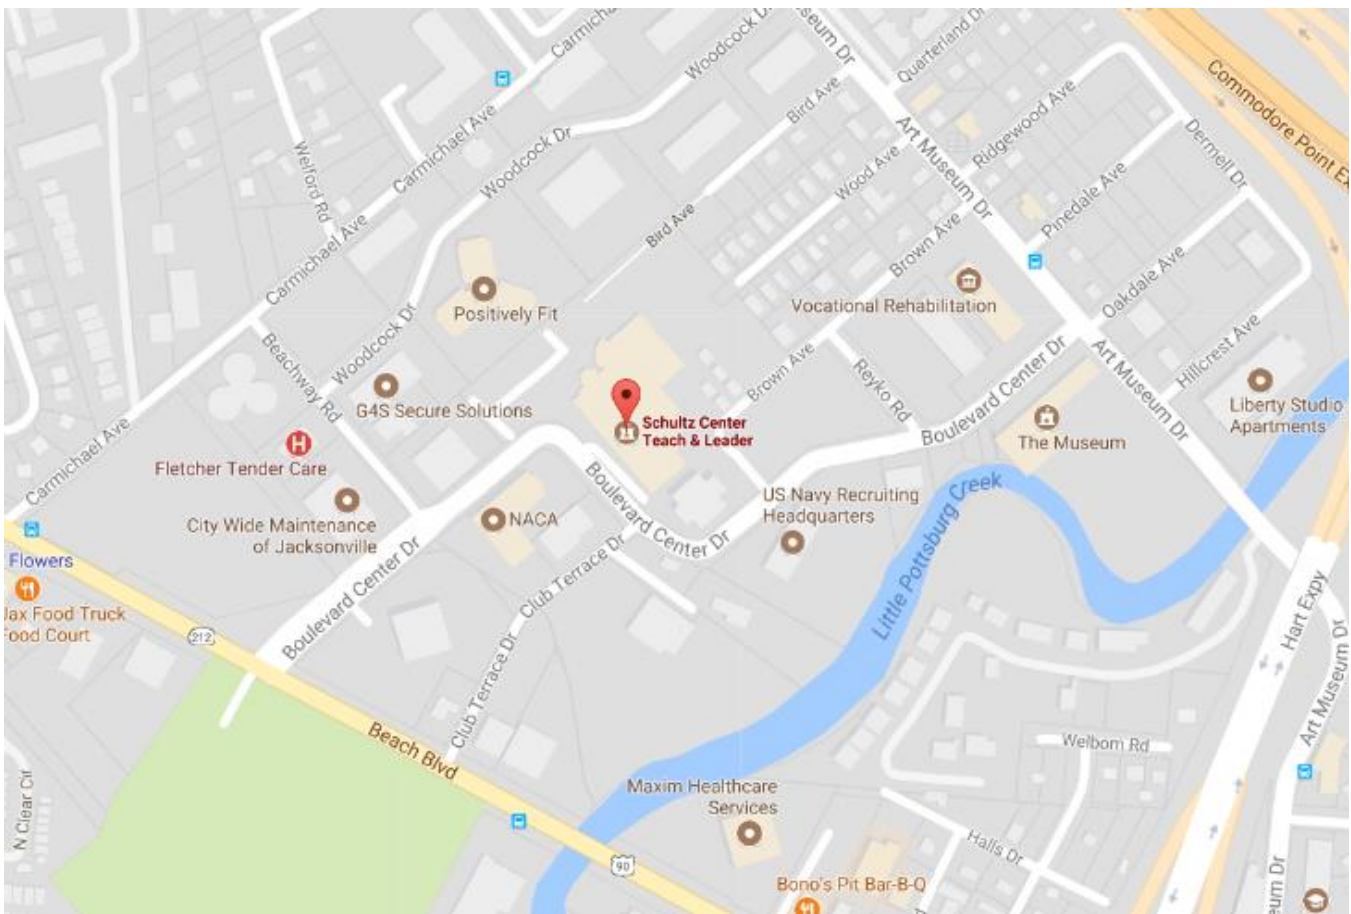 Woodcock Dr
useum Dr
Quarterland Dr
Carmichael Ave
Commodore Point Ex
Bird Ave
Ridgewood Ave
Art Museum Dr
Dermell Dr
Welford Rd
Carmichael Ave
Woodcock Dr
Wood Ave
Pinedale Ave
Bird Ave
Brown Ave
Carmichael Ave
Positively Fit
Vocational Rehabilitation
Oakdale Ave
Woodcock Dr
Brown Ave
Reyko Rd
Boulevard Center Dr
Art Museum Dr
Hillcrest Ave
Beachway Rd
G4S Secure Solutions
Schultz Center
Teach & Leader
The Museum
Liberty Studio
Apartments
Carmichael Ave
H
Fletcher Tender Care
City Wide Maintenance
of Jacksonville
NACA
Boulevard Center Dr
US Navy Recruiting
Headquarters
Little Pottsburg Creek
Flowers
Jax Food Truck
Food Court
212
Boulevard Center Dr
Club Terrace Dr
Club Terrace Dr
Hart Expy
Art Museum Dr
Beach Blvd
Welborn Rd
N Clear Cir
Maxim Healthcare
Services
90
Halls Dr
Bono's Pit Bar-B-Q
eum Dr